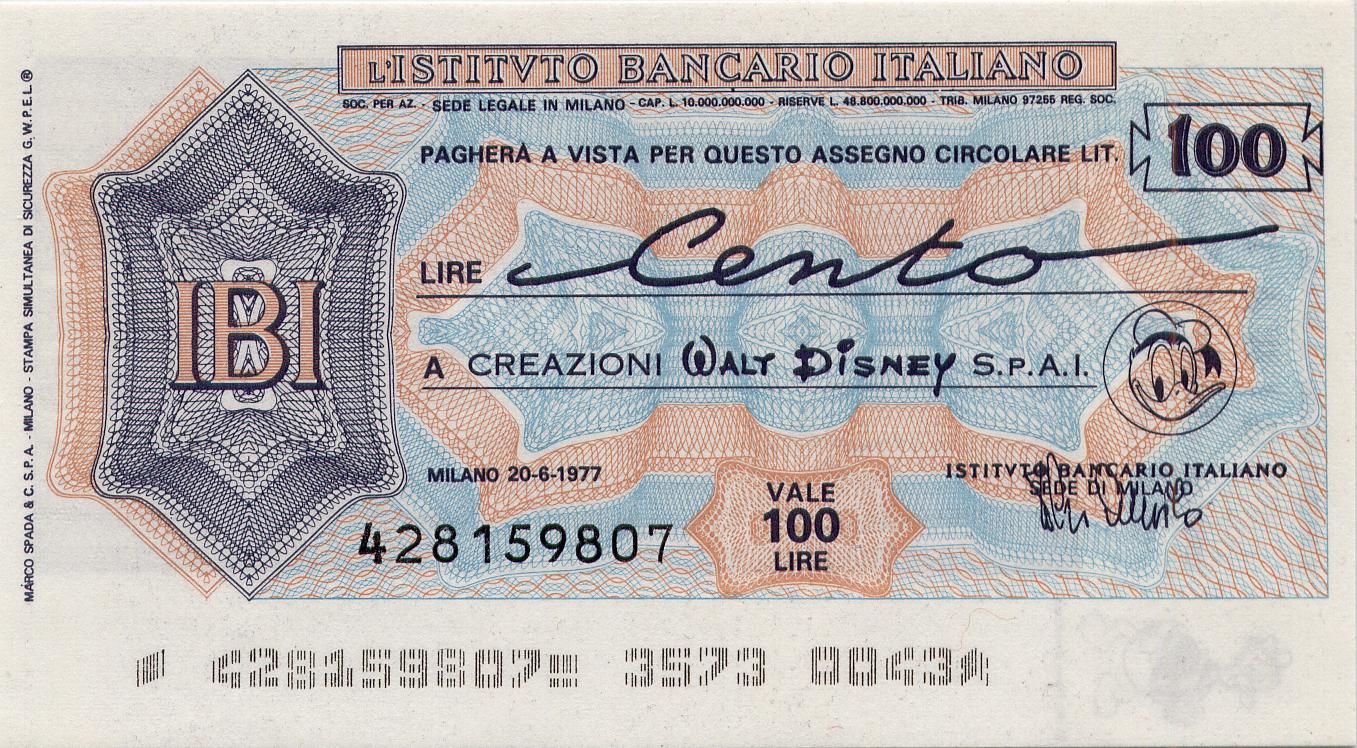 L'ISTITVTO BANCARIO ITALIANO
SOC. PER AZ. - SEDE LEGALE IN MILANO - CAP. L. 10.000.000.000 - RISERVE L. 48.800.000.000 - TRIB. MILANO 97255 REG. SOC.
PAGHERÀ A VISTA PER QUESTO ASSEGNO CIRCOLARE LIT.
100
LIRE Cento
IBI
A CREAZIONI WALT DISNEY S.P.A.I.
MILANO 20-6-1977
ISTITVTO BANCARIO ITALIANO
SEDE DI MILANO
VALE
100
LIRE
428159807
428159807 3573 00434
MARCO SPADA & C. S.P.A. - MILANO - STAMPA SIMULTANEA DI SICUREZZA G.W.P.E.L.®